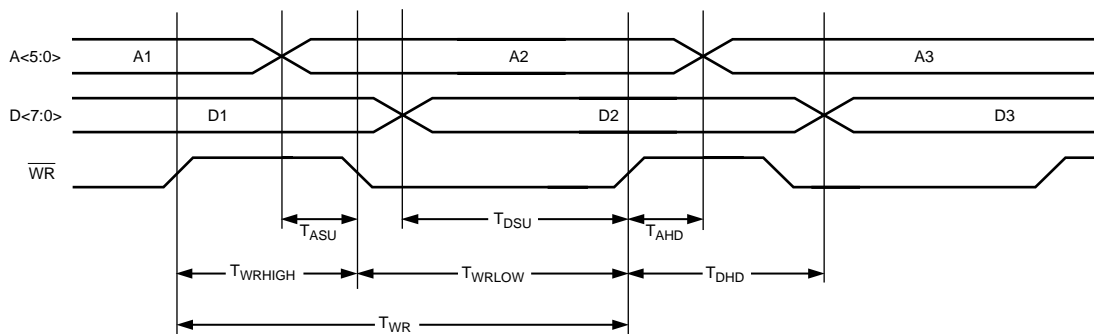 A<5:0> A1 A2 A3
D<7:0> D1 D2 D3
WR
TASU TDSU TAHD
TWRHIGH TWRLOW TDHD
TWR